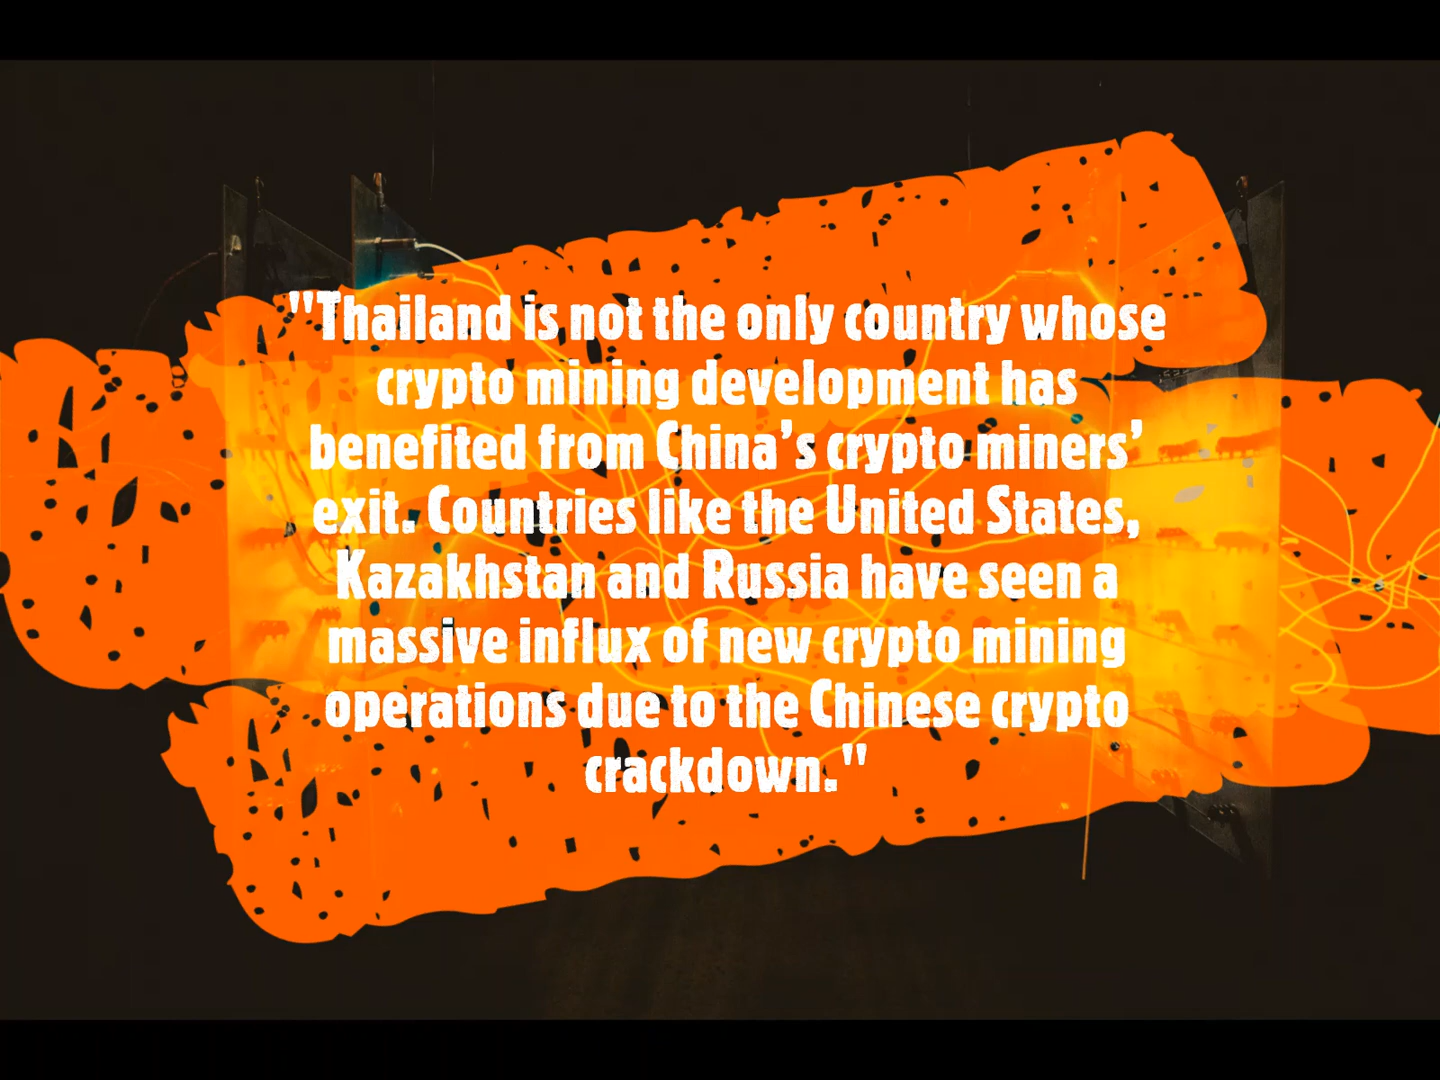 "Thailand is not the only country whose
crypto mining development has
benefited from China’s crypto miners’
exit. Countries like the United States,
Kazakhstan and Russia have seen a
massive influx of new crypto mining
operations due to the Chinese crypto
crackdown."